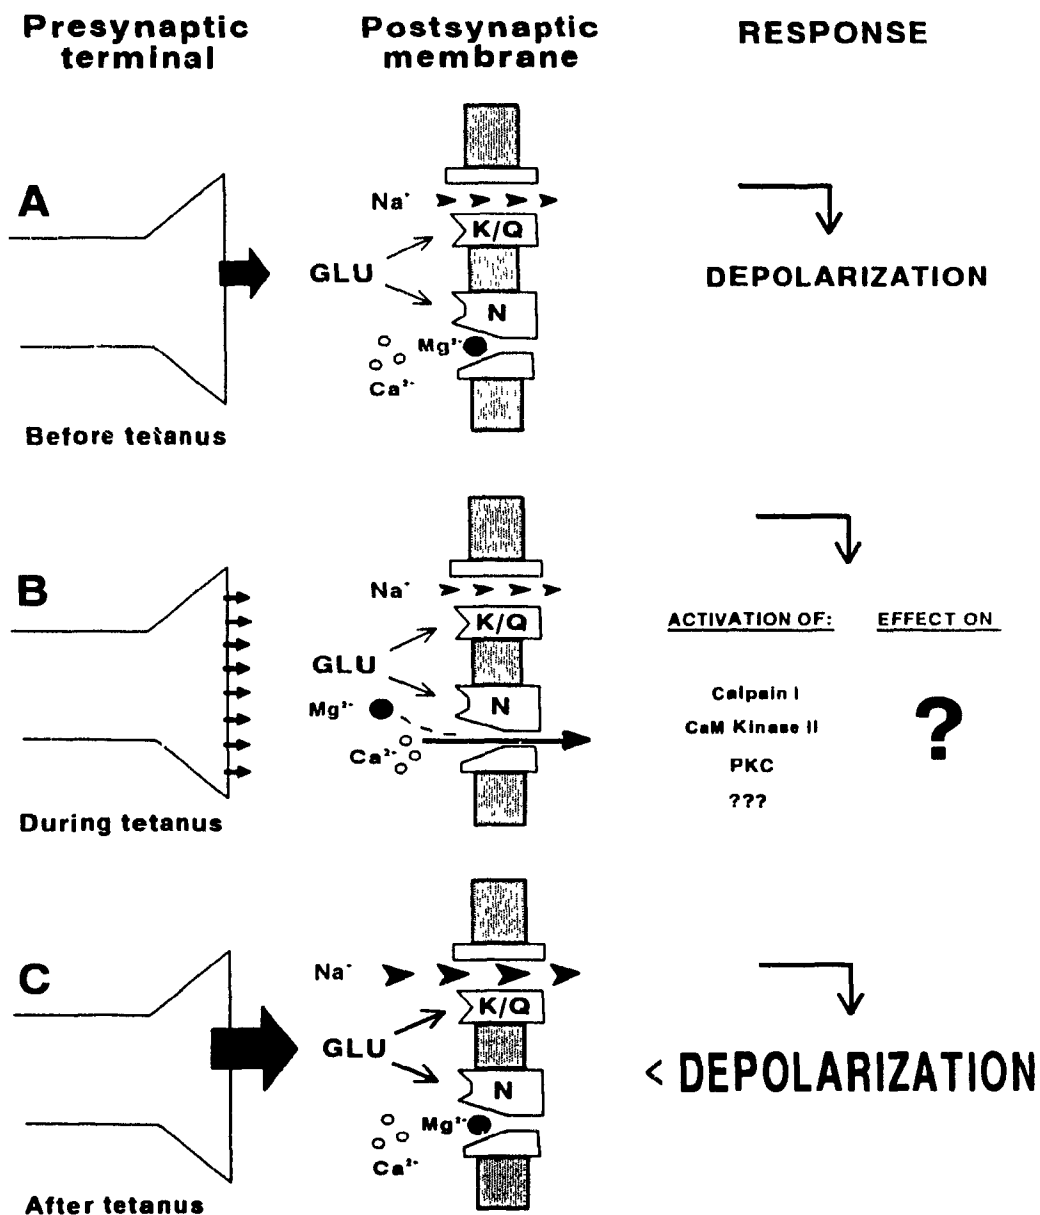 Presynaptic
terminal
Postsynaptic
membrane
RESPONSE
A
Na⁺
K/Q
GLU
N
Mg²⁺
Ca²⁺
DEPOLARIZATION
Before tetanus
B
Na⁺
K/Q
GLU
N
Mg²⁺
Ca²⁺
ACTIVATION OF: EFFECT ON
Calpain I
CaM Kinase II
PKC
???
?
During tetanus
C
Na⁺
K/Q
GLU
N
Mg²⁺
Ca²⁺
< DEPOLARIZATION
After tetanus